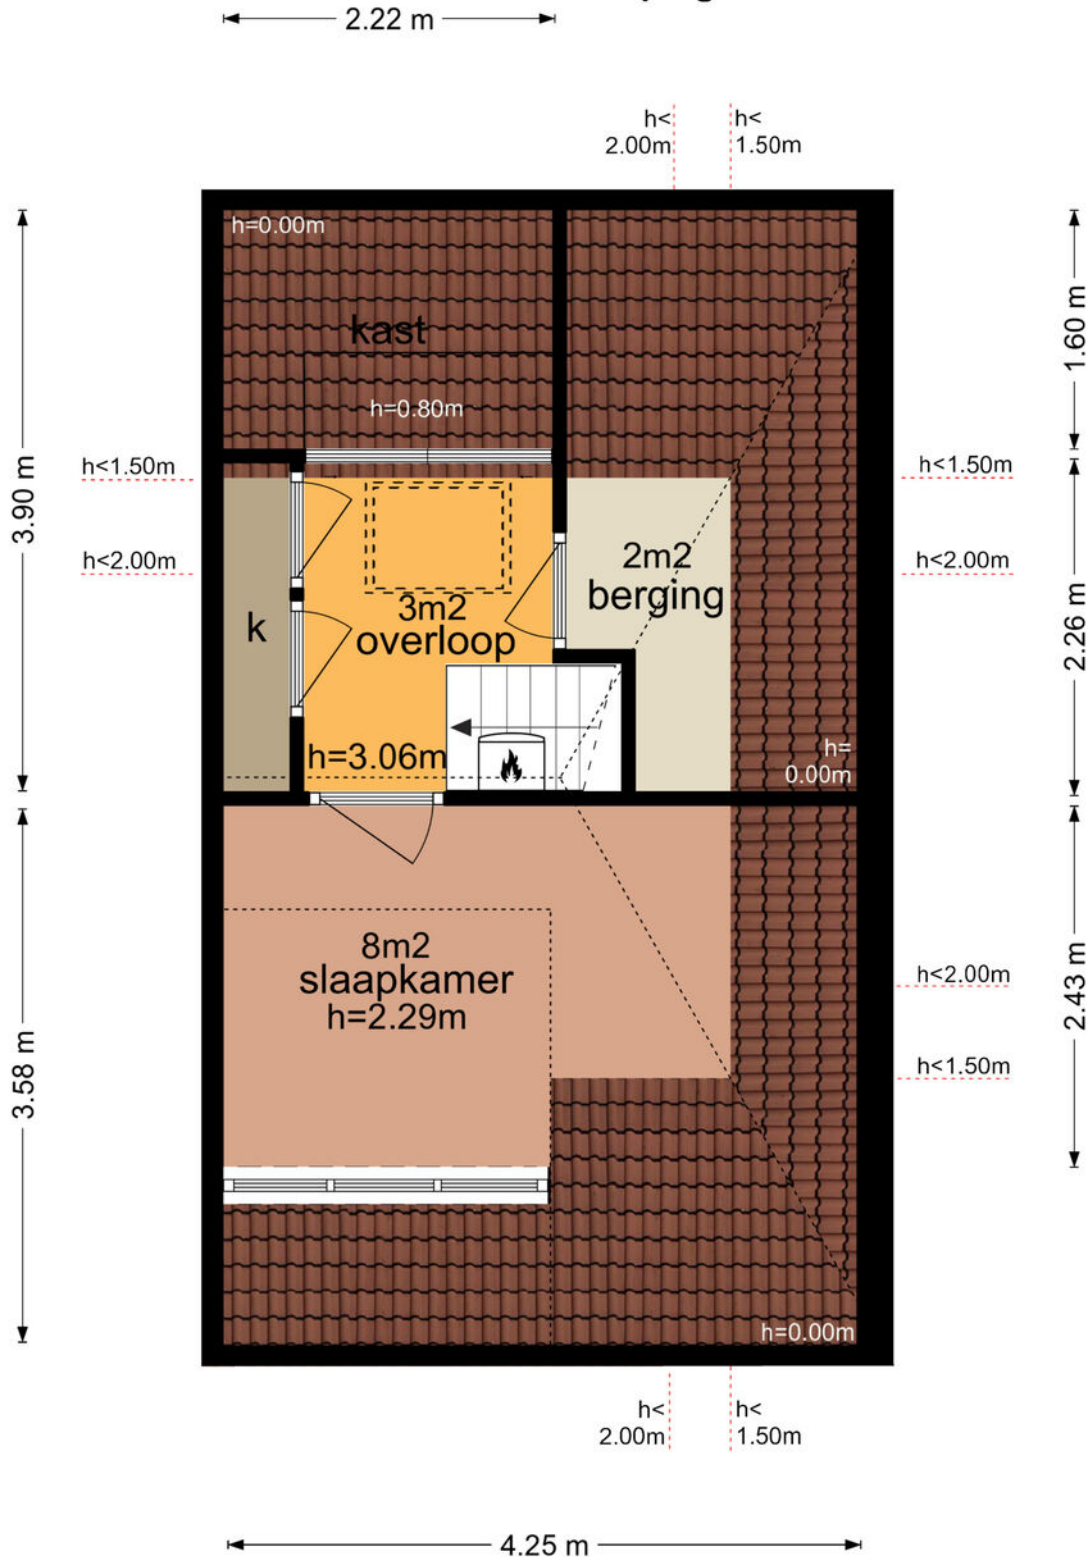 2.22 m
h<
2.00m
h<
1.50m
h=0.00m
kast
h=0.80m
1.60 m
3.90 m
h<1.50m
h<1.50m
h<2.00m
h<2.00m
2m2
berging
3m2
overloop
k
2.26 m
h=3.06m
h=
0.00m
8m2
slaapkamer
h=2.29m
h<2.00m
2.43 m
3.58 m
h<1.50m
h=0.00m
h<
2.00m
h<
1.50m
4.25 m